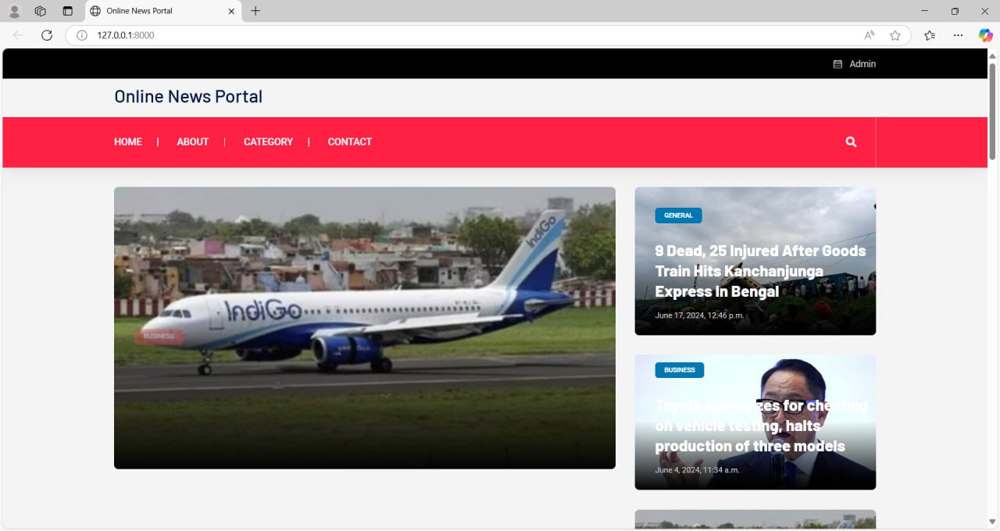 Online News Portal
127.0.0.1:8000
Admin
Online News Portal
HOME | ABOUT | CATEGORY | CONTACT
IndiGo
IndiGo
BUSINESS
GENERAL
9 Dead, 25 Injured After Goods
Train Hits Kanchanjunga
Express In Bengal
June 17, 2024, 12:46 p.m.
BUSINESS
Toyota apologizes for cheating
on vehicle testing, halts
production of three models
June 4, 2024, 11:34 a.m.